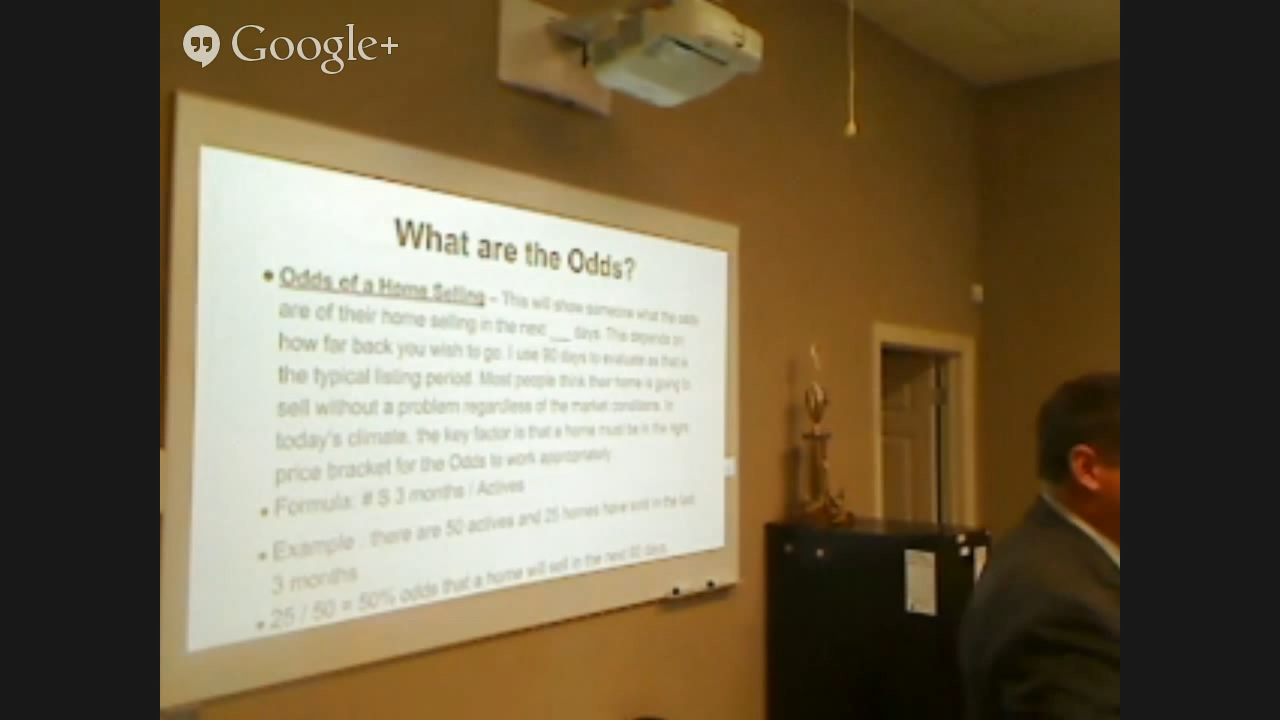 Google+
What are the Odds?
• Odds of a Home Selling – This will show someone what the odds
are of their home selling in the next ___ days. This depends on
how far back you wish to go. I use 90 days to evaluate as that is
the typical listing period. Most people think their home is going to
sell without a problem regardless of the market conditions. In
today's climate, the key factor is that a home must be in the right
price bracket for the Odds to work
• Formula: # S 3 months / Actives
• Example : there are 50 actives and 25 homes have sold in the last
3 months
• 25 / 50 = 50% odds that a home will sell in the next 90 days